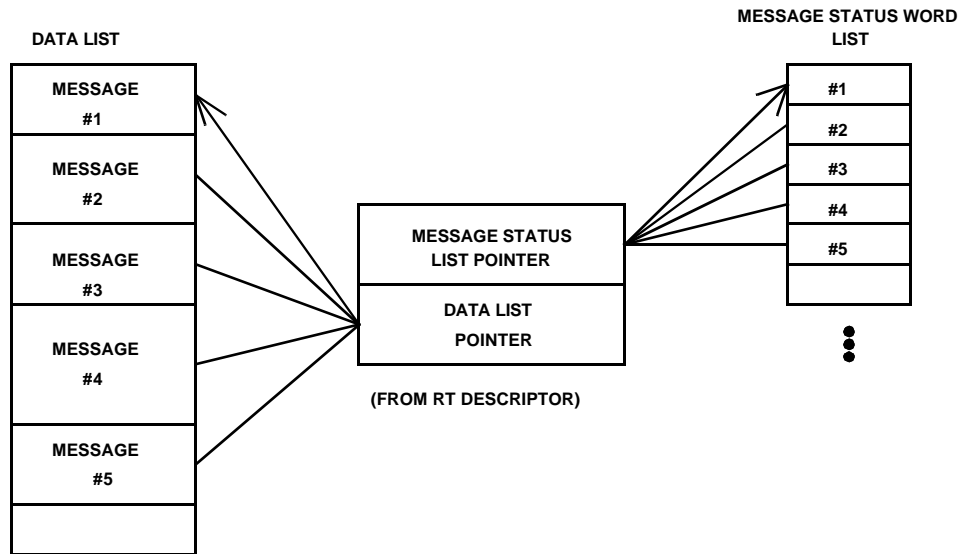 DATA LIST
MESSAGE
#1
MESSAGE
#2
MESSAGE
#3
MESSAGE
#4
MESSAGE
#5
MESSAGE STATUS
LIST POINTER
DATA LIST
POINTER
(FROM RT DESCRIPTOR)
MESSAGE STATUS WORD
LIST
#1
#2
#3
#4
#5